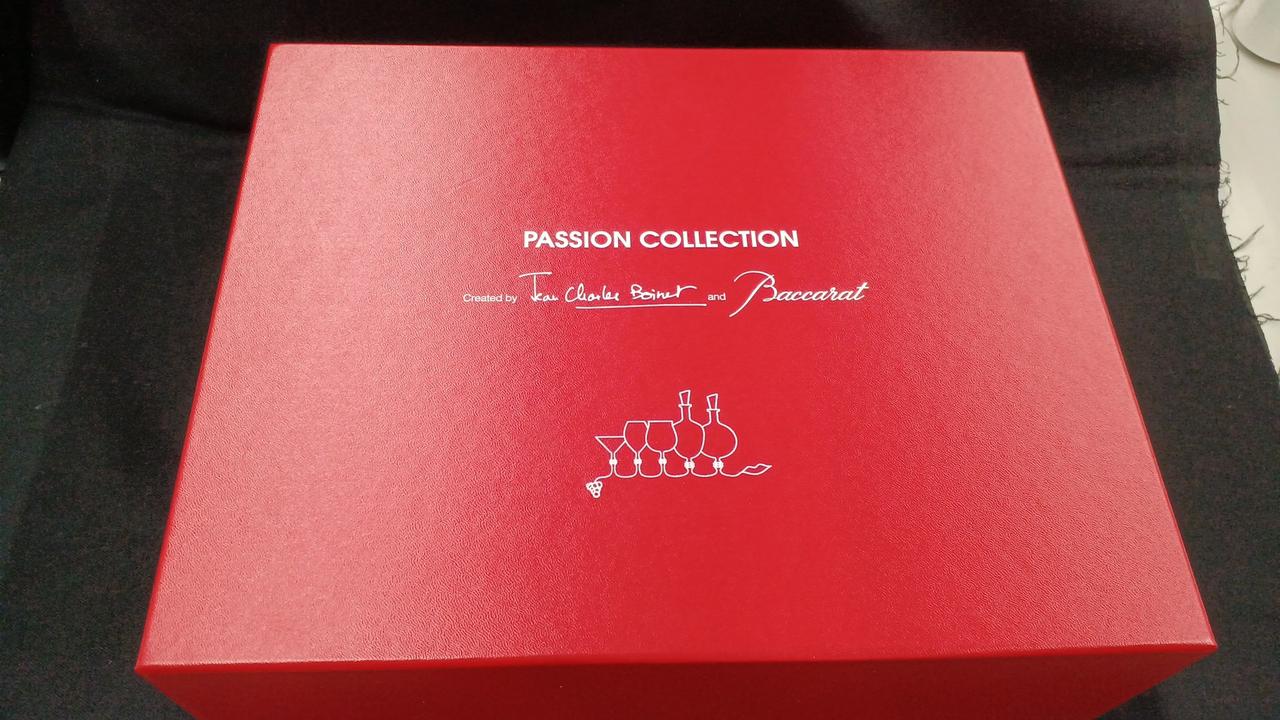 PASSION COLLECTION
Created by Jean Charles Boisset and Baccarat